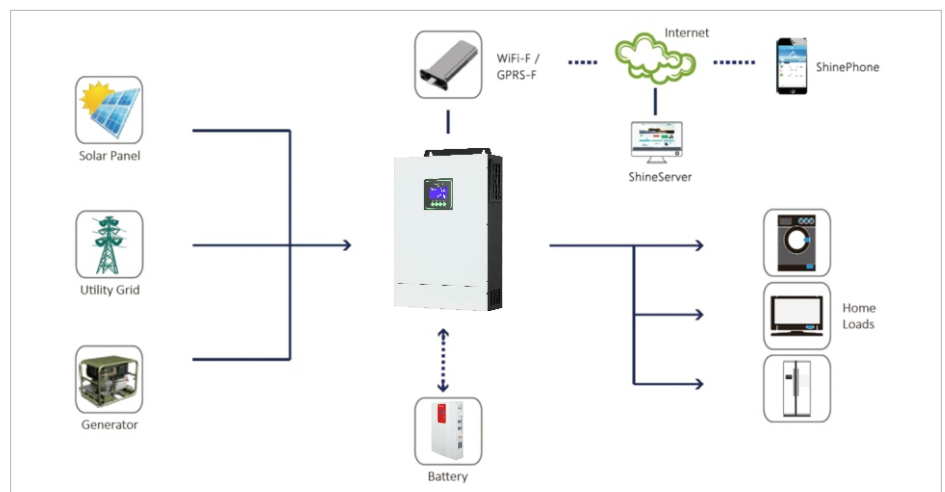 Internet
WiFi-F /
GPRS-F
ShinePhone
Solar Panel
ShineServer
Utility Grid
Home
Loads
Generator
Battery